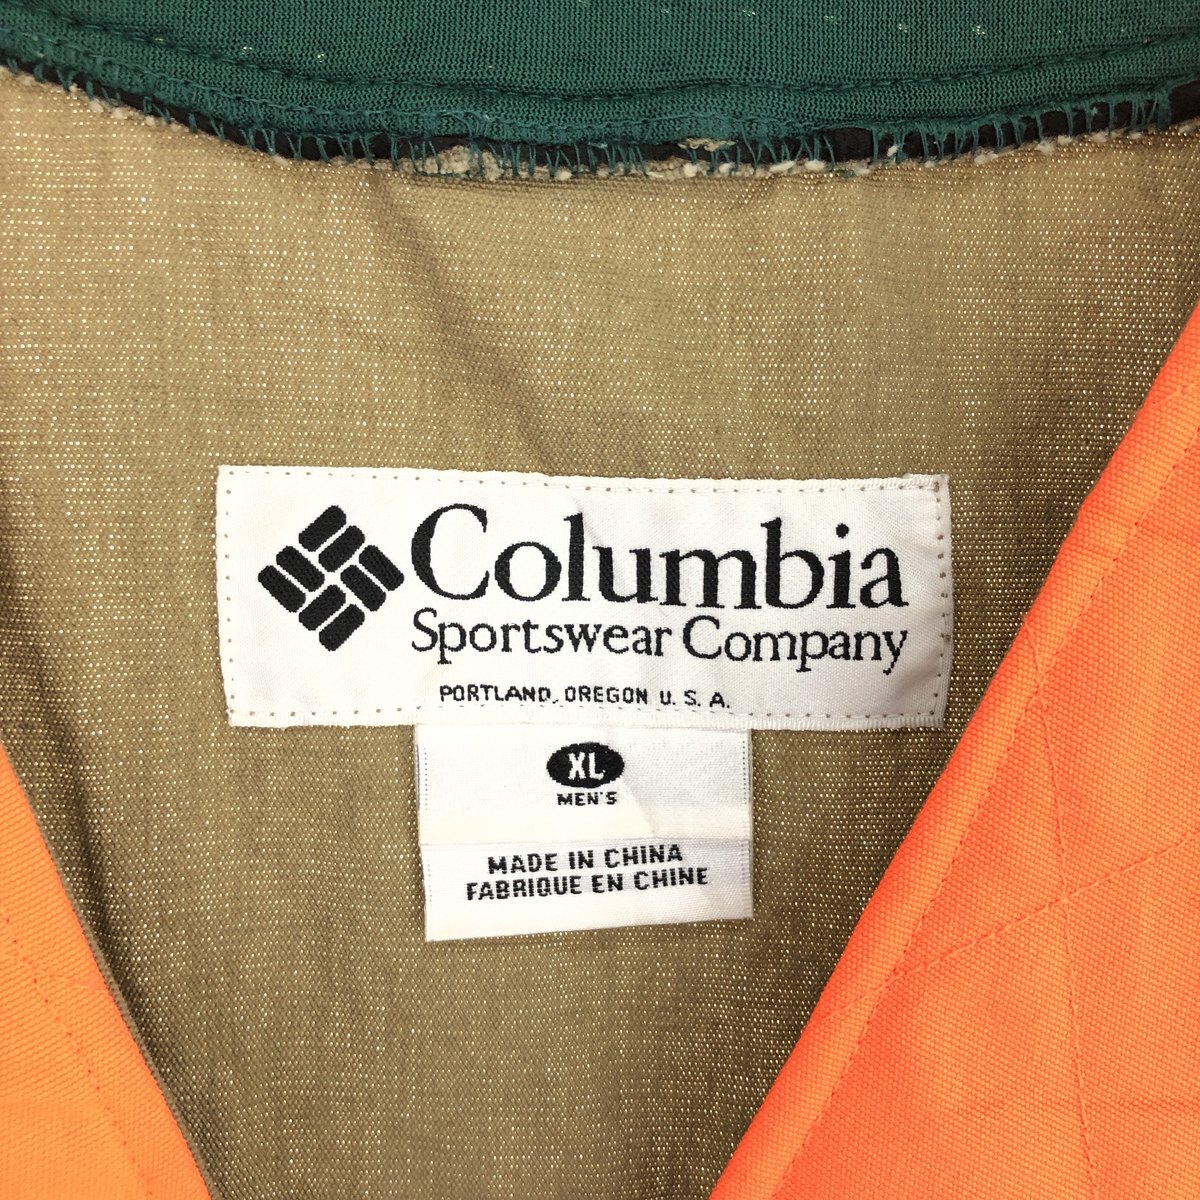 Columbia
Sportswear Company
PORTLAND, OREGON U. S. A.
XL
MEN'S
MADE IN CHINA
FABRIQUE EN CHINE